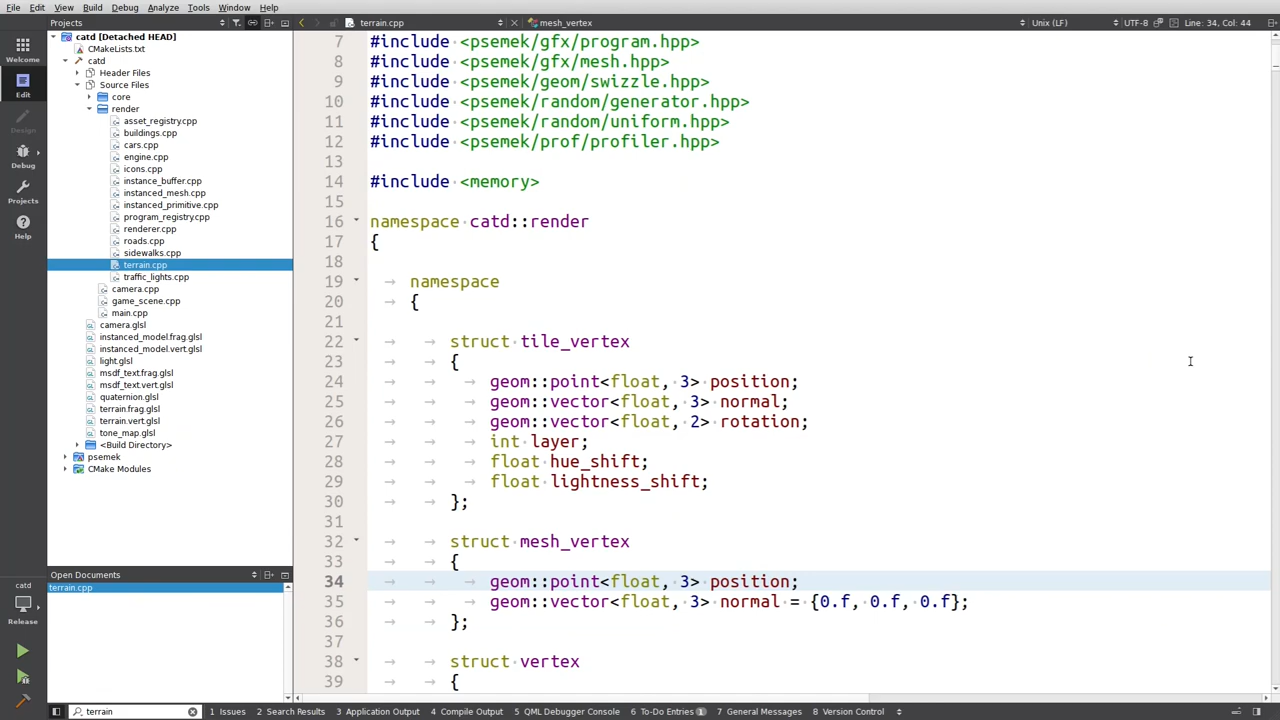 File Edit View Build Debug Analyze Tools Window Help
Projects
terrain.cpp
mesh_vertex
Unix (LF)
UTF-8
Line: 34, Col: 44
Welcome
Edit
Design
Debug
Projects
Help
catd
Release
catd [Detached HEAD]
CMakeLists.txt
catd
Header Files
Source Files
core
render
asset_registry.cpp
buildings.cpp
cars.cpp
engine.cpp
icons.cpp
instance_buffer.cpp
instanced_mesh.cpp
instanced_primitive.cpp
program_registry.cpp
renderer.cpp
roads.cpp
sidewalks.cpp
terrain.cpp
traffic_lights.cpp
camera.cpp
game_scene.cpp
main.cpp
camera.glsl
instanced_model.frag.glsl
instanced_model.vert.glsl
light.glsl
msdf_text.frag.glsl
msdf_text.vert.glsl
quaternion.glsl
terrain.frag.glsl
terrain.vert.glsl
tone_map.glsl
<Build Directory>
psemek
CMake Modules
Open Documents
terrain.cpp
7 #include <psemek/gfx/program.hpp>
8 #include <psemek/gfx/mesh.hpp>
9 #include <psemek/geom/swizzle.hpp>
10 #include <psemek/random/generator.hpp>
11 #include <psemek/random/uniform.hpp>
12 #include <psemek/prof/profiler.hpp>
13
14 #include <memory>
15
16 namespace catd::render
17 {
18
19 namespace
20 {
21
22 struct tile_vertex
23 {
24 geom::point<float, 3> position;
25 geom::vector<float, 3> normal;
26 geom::vector<float, 2> rotation;
27 int layer;
28 float hue_shift;
29 float lightness_shift;
30 };
31
32 struct mesh_vertex
33 {
34 geom::point<float, 3> position;
35 geom::vector<float, 3> normal = {0.f, 0.f, 0.f};
36 };
37
38 struct vertex
39 {
terrain
1 Issues 2 Search Results 3 Application Output 4 Compile Output 5 QML Debugger Console 6 To-Do Entries 1 7 General Messages 8 Version Control